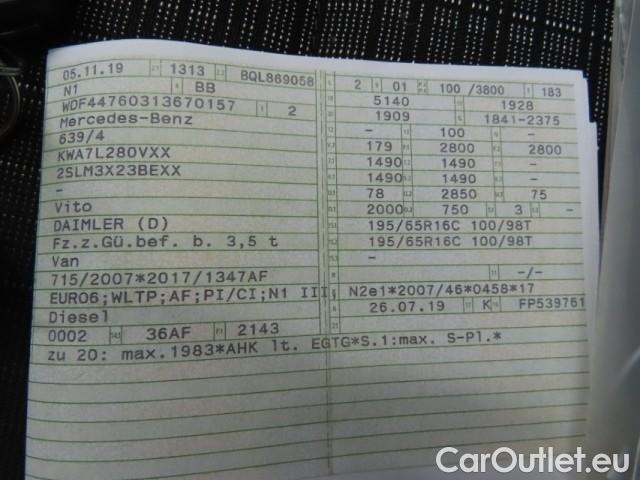 05.11.19 1313 BQL869058
N1 BB
WDF44760313670157 2
Mercedes-Benz
639/4
KWA7L280VXX
2SLM3X23BEXX
-
Vito
DAIMLER (D)
Fz.z.Gü.bef. b. 3,5 t
Van
715/2007*2017/1347AF
EURO6;WLTP;AF;PI/CI;N1 III;
Diesel
0002 36AF 2143
zu 20: max.1983*AHK lt. EGTG*S.1:max. S-Pl.*
2 01 100 /3800 183
5140 1928
1909 1841-2375
- 100 -
179 2800 2800
1490 1490 -
1490 1490 -
78 2850 75
2000 750 3 -
195/65R16C 100/98T
195/65R16C 100/98T
- -/-
N2e1*2007/46*0458*17
26.07.19 K FP539761
CarOutlet.eu